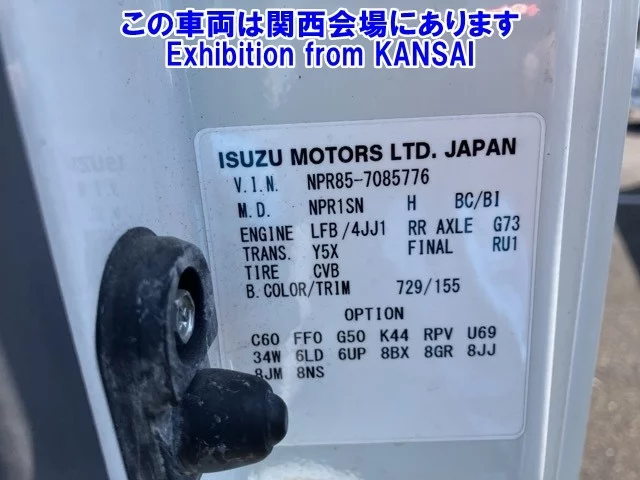 この車両は関西会場にあります
Exhibition from KANSAI
ISUZU MOTORS LTD. JAPAN
V.I.N. NPR85-7085776
M.D. NPR1SN H BC/BI
ENGINE LFB/4JJ1 RR AXLE G73
TRANS. Y5X FINAL RU1
TIRE CVB
B.COLOR/TRIM 729/155
OPTION
C60 FF0 G50 K44 RPV U69
34W 6LD 6UP 8BX 8GR 8JJ
8JM 8NS